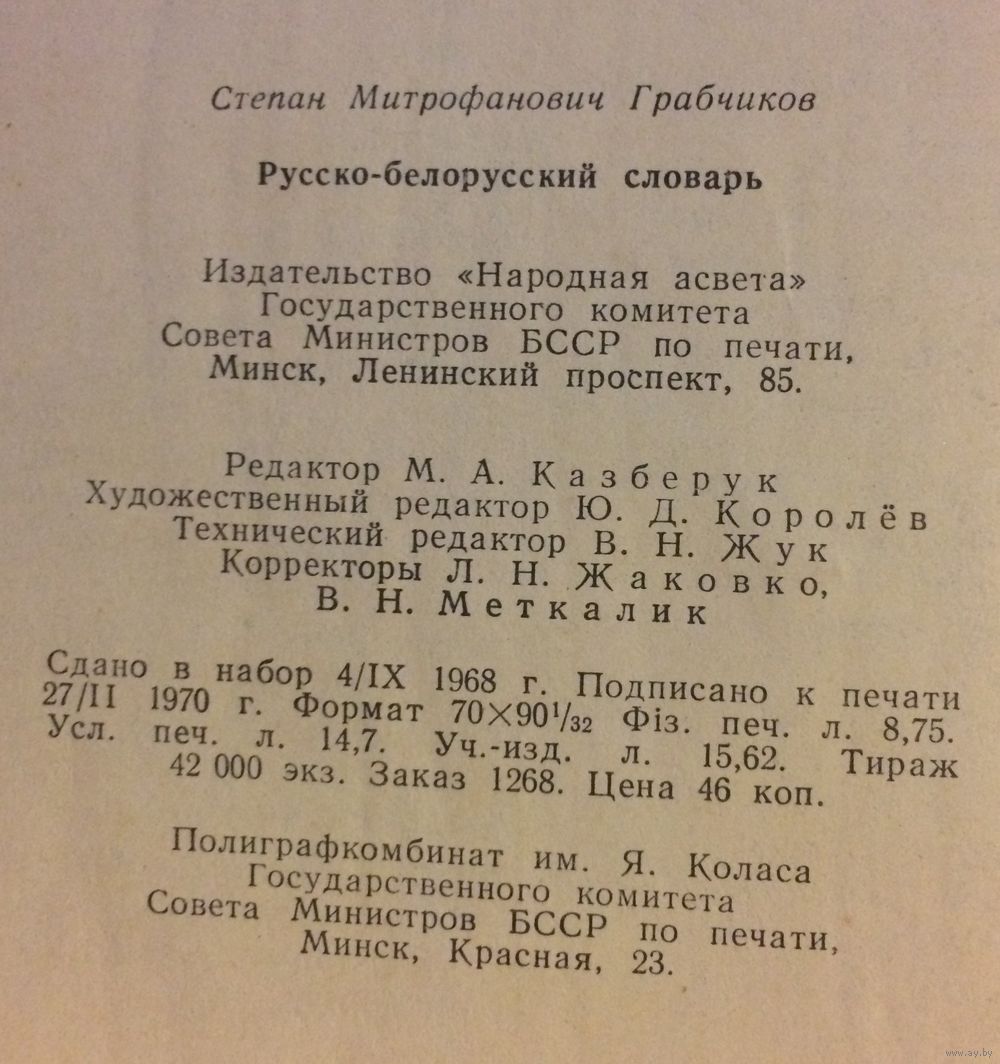 Степан Митрофанович Грабчиков
Русско-белорусский словарь
Издательство «Народная асвета»
Государственного комитета
Совета Министров БССР по печати,
Минск, Ленинский проспект, 85.
Редактор М. А. Казберук
Художественный редактор Ю. Д. Королёв
Технический редактор В. Н. Жук
Корректоры Л. Н. Жаковко,
В. Н. Меткалик
Сдано в набор 4/IX 1968 г. Подписано к печати
27/II 1970 г. Формат 70×90¹/₃₂ Фіз. печ. л. 8,75.
Усл. печ. л. 14,7. Уч.-изд. л. 15,62. Тираж
42 000 экз. Заказ 1268. Цена 46 коп.
Полиграфкомбинат им. Я. Коласа
Государственного комитета
Совета Министров БССР по печати,
Минск, Красная, 23.
www.ay.by